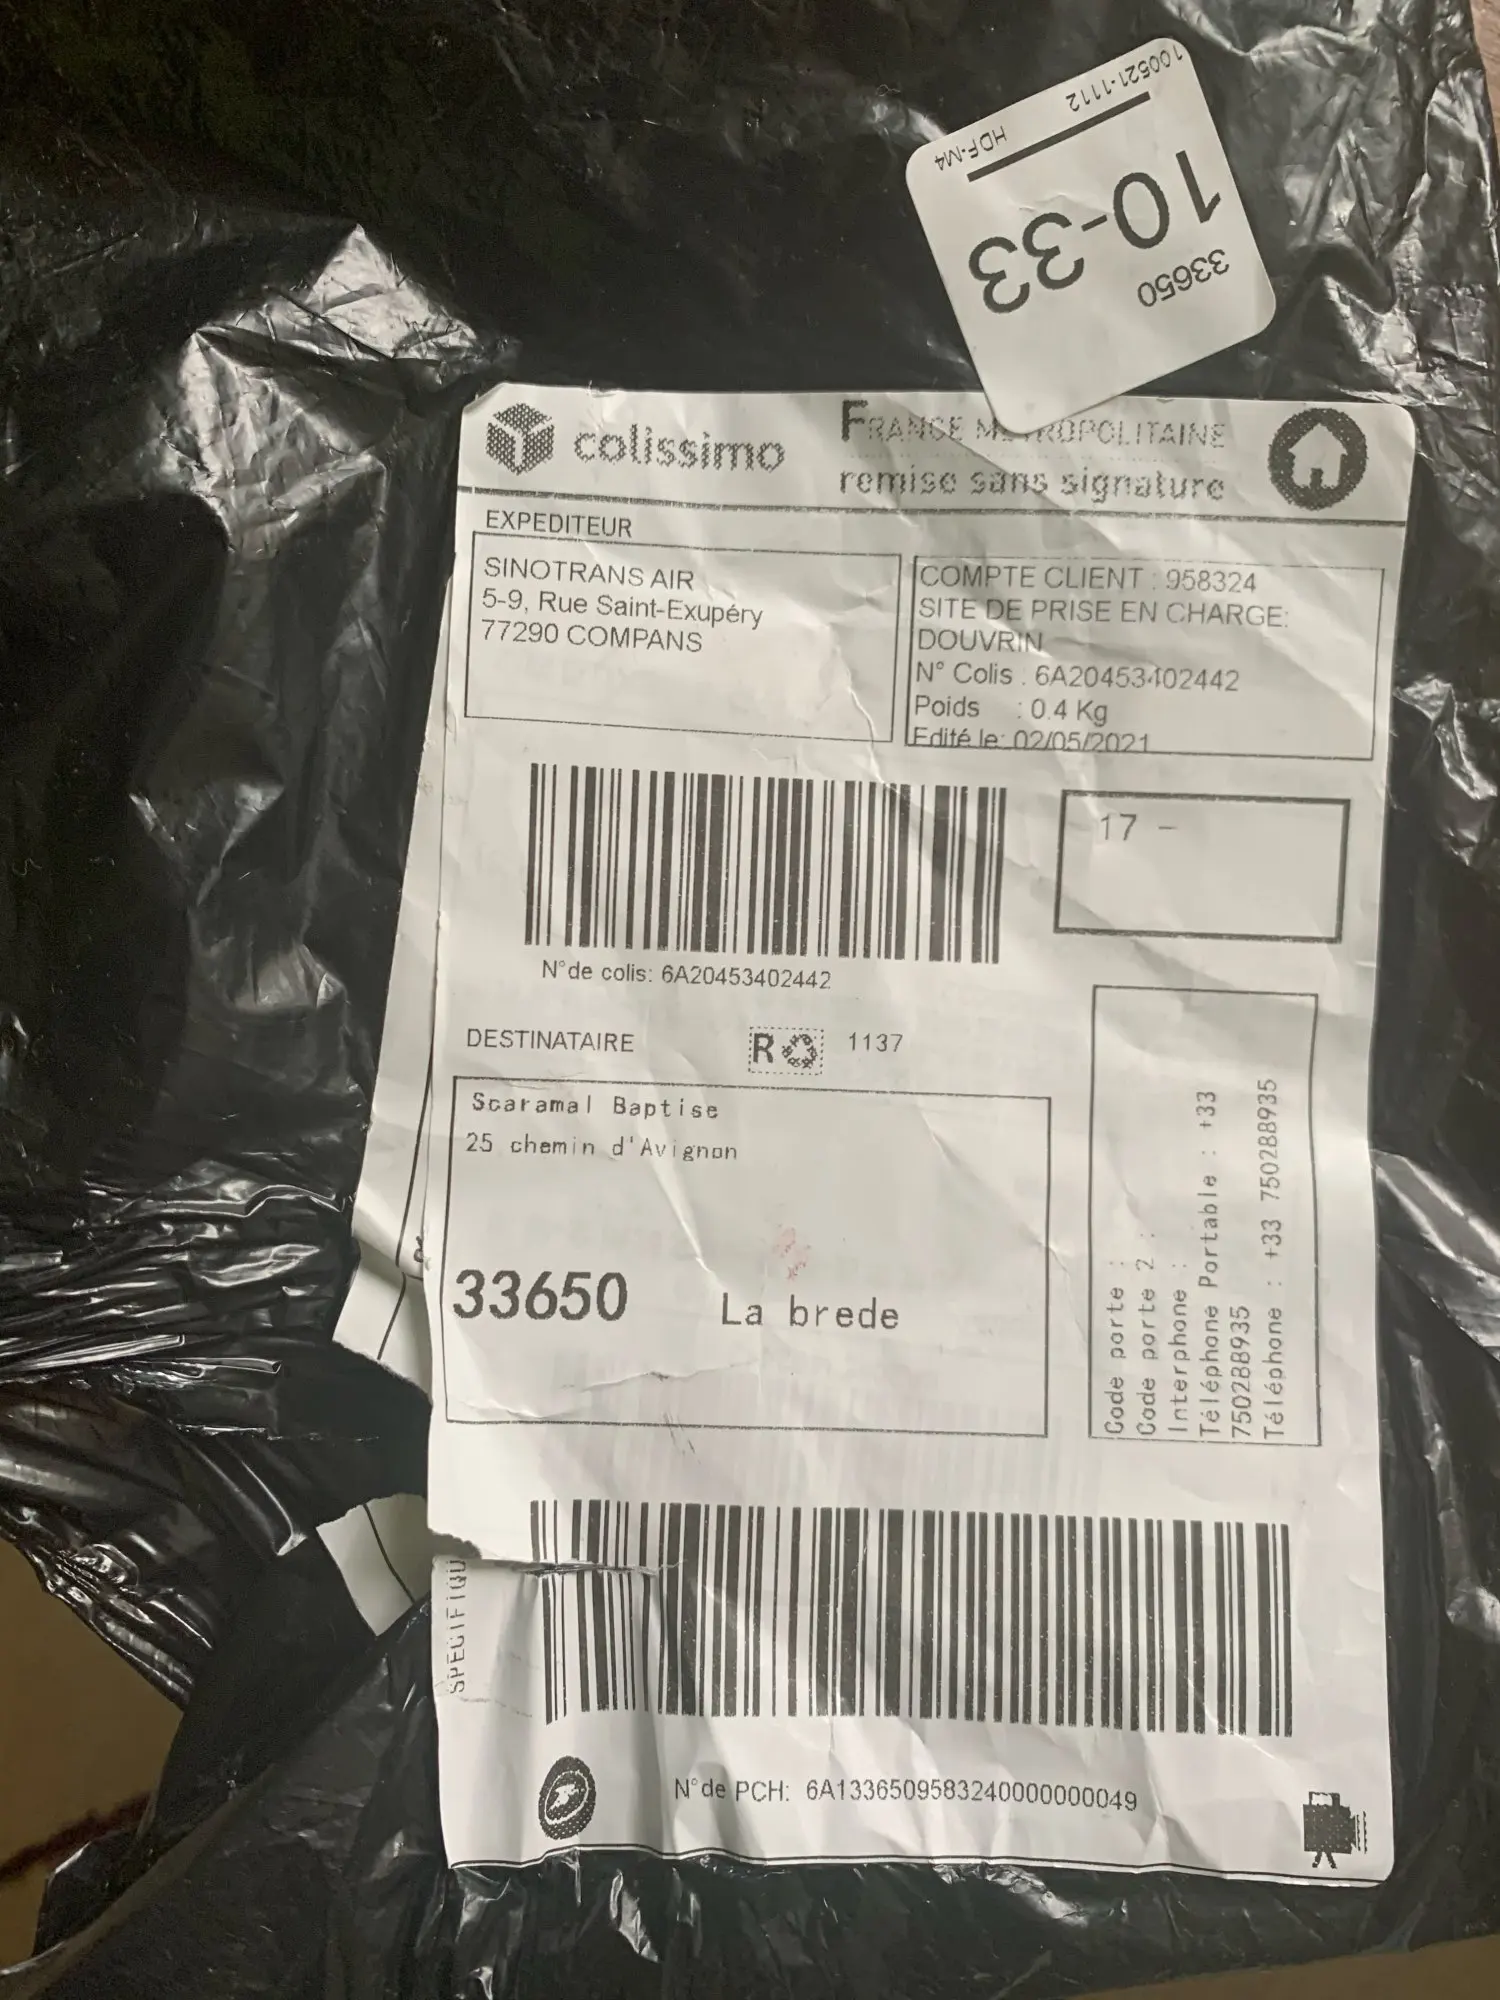 100521-1112
HDF-M4
10-33
33650
colissimo
FRANCE
remise sans signature
EXPEDITEUR
SINOTRANS AIR
5-9, Rue Saint-Exupéry
77290 COMPANS
COMPTE CLIENT : 958324
SITE DE PRISE EN CHARGE:
DOUVRIN
N° Colis : 6A20453402442
Poids : 0.4 Kg
Edité le: 02/05/2021
17 -
N°de colis: 6A20453402442
DESTINATAIRE
R 1137
Scaramal Baptise
25 chemin d'Avignon
33650 La brede
Code porte :
Code porte 2 :
Interphone :
Téléphone Portable : +33
750288935
Téléphone : +33 750288935
N°de PCH: 6A1336509583240000000049